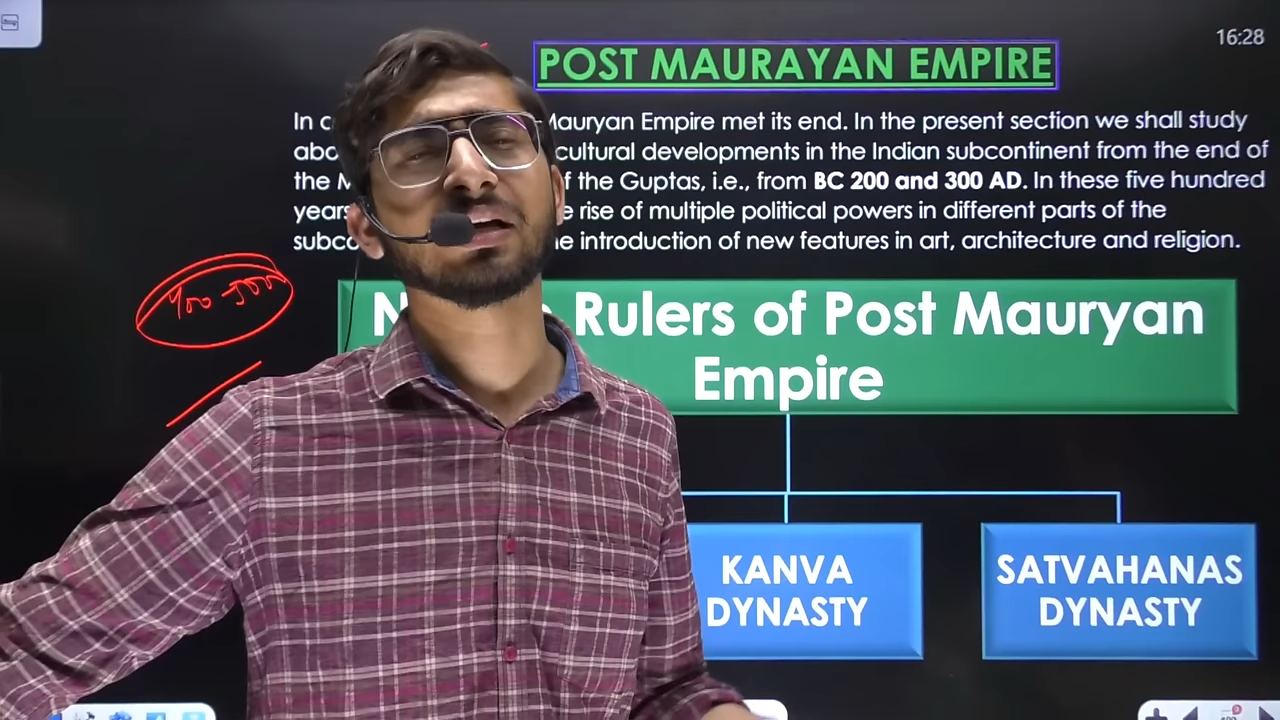 16:28
POST MAURAYAN EMPIRE
In Mauryan Empire met its end. In the present section we shall study
cultural developments in the Indian subcontinent from the end of
the of the Guptas, i.e., from BC 200 and 300 AD. In these five hundred
years rise of multiple political powers in different parts of the
introduction of new features in art, architecture and religion.
Rulers of Post Mauryan
Empire
KANVA
DYNASTY
SATVAHANAS
DYNASTY